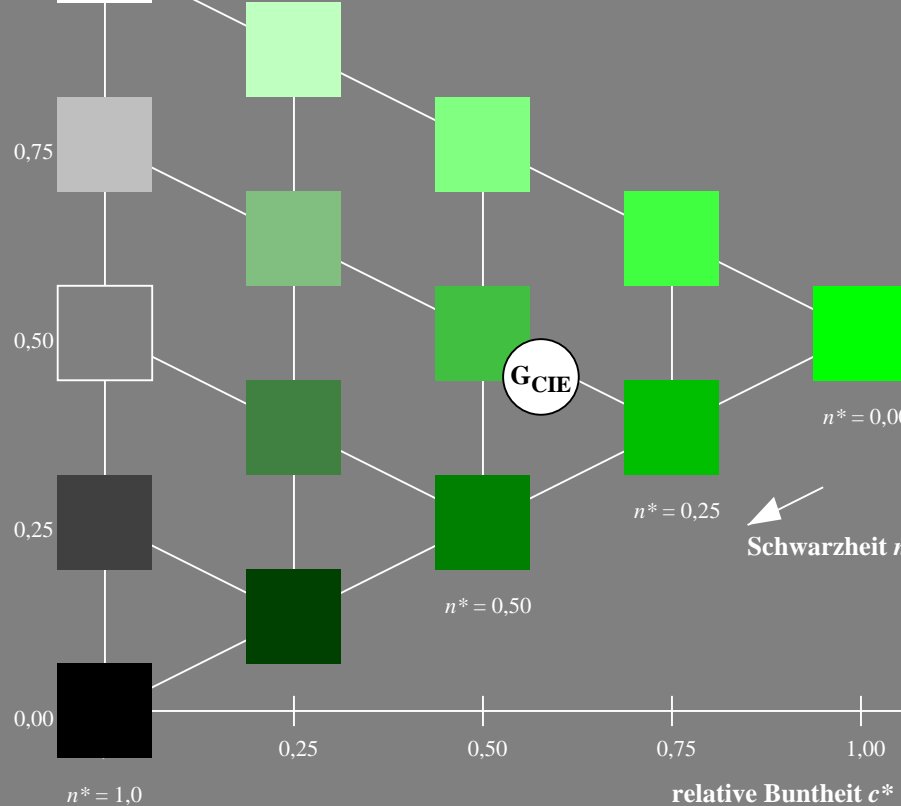 0,75
0,50
G CIE
n* = 0,00
n* = 0,25
0,25
Schwarzheit n
n* = 0,50
0,00
0,25 0,50 0,75 1,00
n* = 1,0
relative Buntheit c*